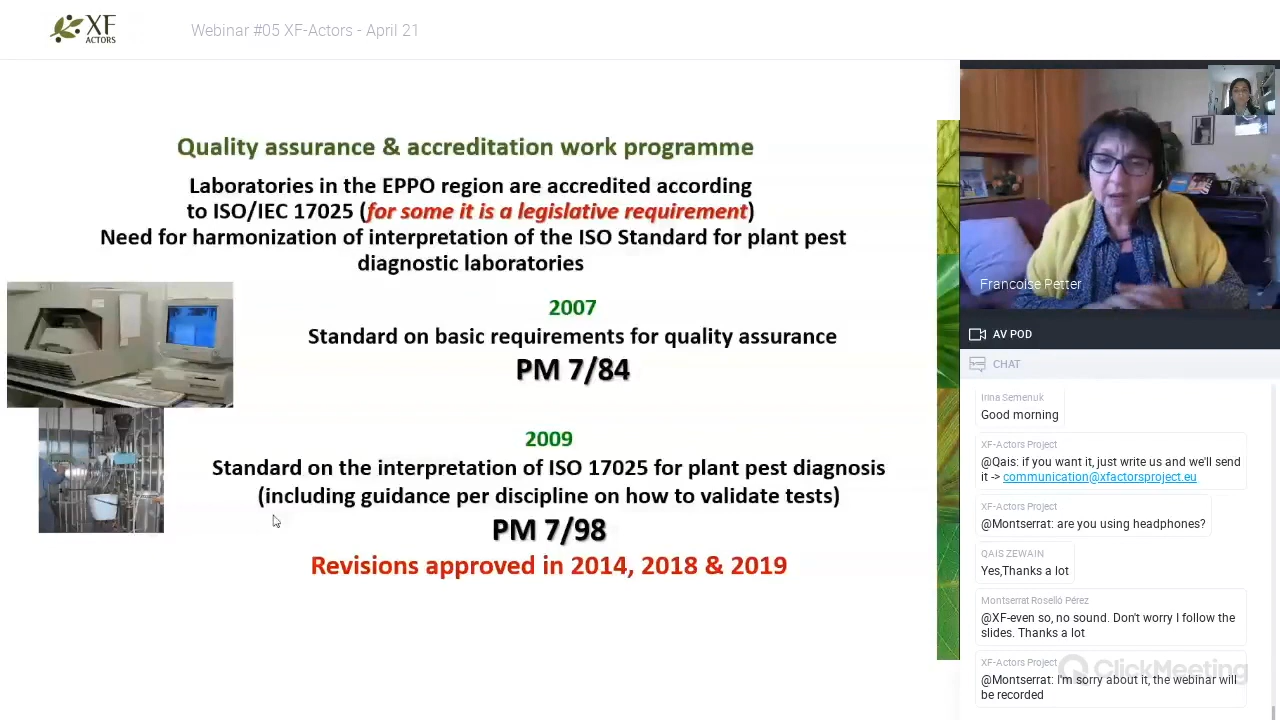 XF
ACTORS
Webinar #05 XF-Actors - April 21
Quality assurance & accreditation work programme
Laboratories in the EPPO region are accredited according
to ISO/IEC 17025 (for some it is a legislative requirement)
Need for harmonization of interpretation of the ISO Standard for plant pest
diagnostic laboratories
2007
Standard on basic requirements for quality assurance
PM 7/84
2009
Standard on the interpretation of ISO 17025 for plant pest diagnosis
(including guidance per discipline on how to validate tests)
PM 7/98
Revisions approved in 2014, 2018 & 2019
Francoise Petter
AV POD
CHAT
Irina Semenuk
Good morning
XF-Actors Project
@Qais: if you want it, just write us and we'll send
it -> communication@xfactorsproject.eu
XF-Actors Project
@Montserrat: are you using headphones?
QAIS ZEWAIN
Yes,Thanks a lot
Montserrat Roselló Pérez
@XF-even so, no sound. Don't worry I follow the
slides. Thanks a lot
XF-Actors Project
@Montserrat: I'm sorry about it, the webinar will
be recorded
ClickMeeting